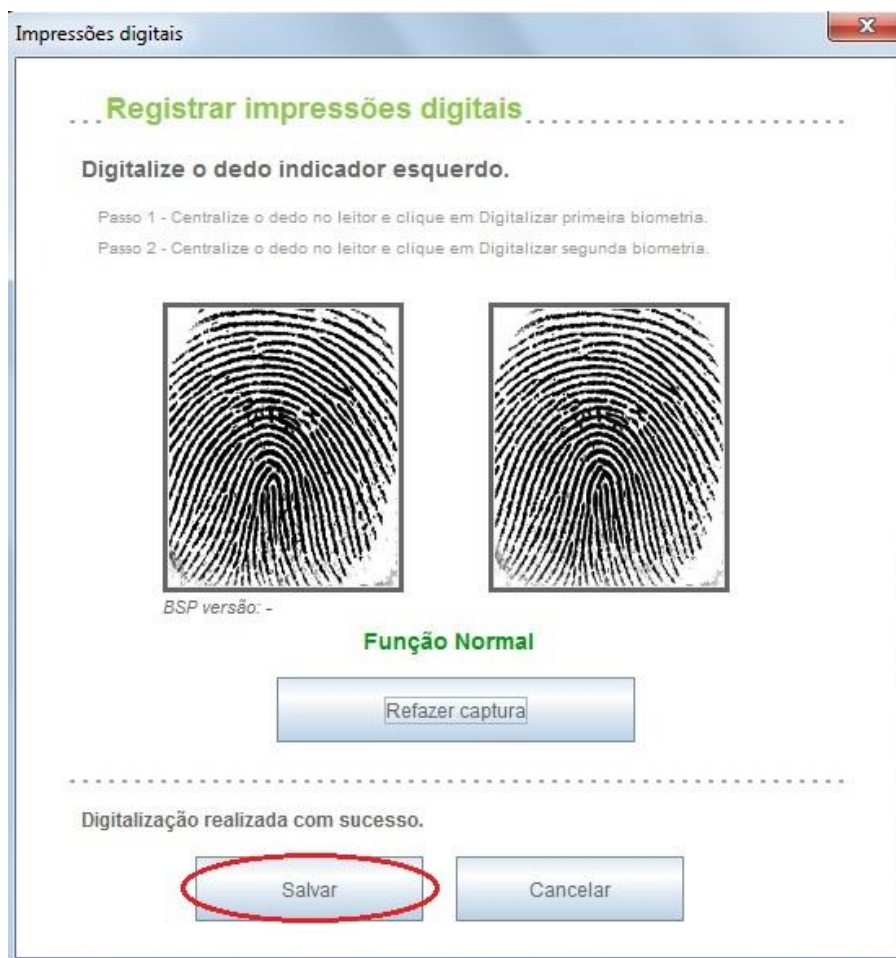 Impressões digitais
Registrar impressões digitais
Digitalize o dedo indicador esquerdo.
Passo 1 - Centralize o dedo no leitor e clique em Digitalizar primeira biometria.
Passo 2 - Centralize o dedo no leitor e clique em Digitalizar segunda biometria.
BSP versão: -
Função Normal
Refazer captura
Digitalização realizada com sucesso.
Salvar Cancelar